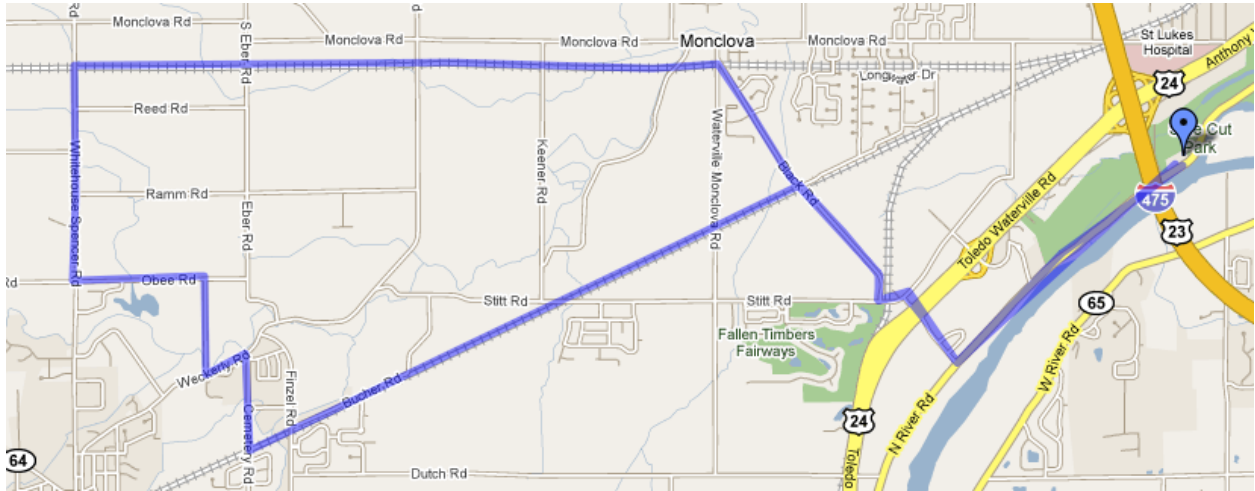 Monclova Rd
S Eber Rd
Monclova Rd
Monclova Rd
Monclova
Monclova Rd
St Lukes
Hospital
Anthony
24
Reed Rd
Whitehouse Spencer Rd
Keener Rd
Waterville Monclova Rd
Dr
Cut
Park
Ramm Rd
Eber Rd
Black Rd
Toledo Waterville Rd
475
23
Rd
Obee Rd
Stitt Rd
Stitt Rd
65
Fallen Timbers
Fairways
Weckerly Rd
Finzel Rd
Bucher Rd
Cemetery Rd
W River Rd
N River Rd
24
Toledo
64
Dutch Rd